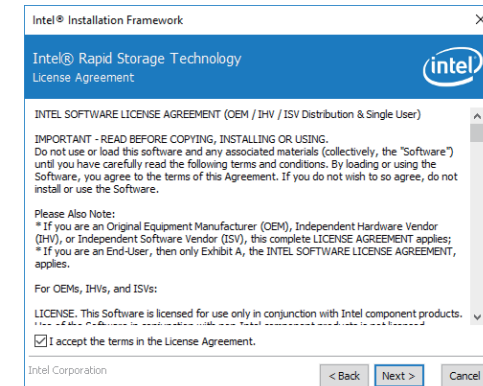 Intel® Installation Framework
Intel® Rapid Storage Technology
License Agreement
intel
INTEL SOFTWARE LICENSE AGREEMENT (OEM / IHV / ISV Distribution & Single User)
IMPORTANT - READ BEFORE COPYING, INSTALLING OR USING.
Do not use or load this software and any associated materials (collectively, the "Software")
until you have carefully read the following terms and conditions. By loading or using the
Software, you agree to the terms of this Agreement. If you do not wish to so agree, do not
install or use the Software.
Please Also Note:
* If you are an Original Equipment Manufacturer (OEM), Independent Hardware Vendor
(IHV), or Independent Software Vendor (ISV), this complete LICENSE AGREEMENT applies;
* If you are an End-User, then only Exhibit A, the INTEL SOFTWARE LICENSE AGREEMENT,
applies.
For OEMs, IHVs, and ISVs:
LICENSE. This Software is licensed for use only in conjunction with Intel component products.
I accept the terms in the License Agreement.
Intel Corporation
< Back
Next >
Cancel